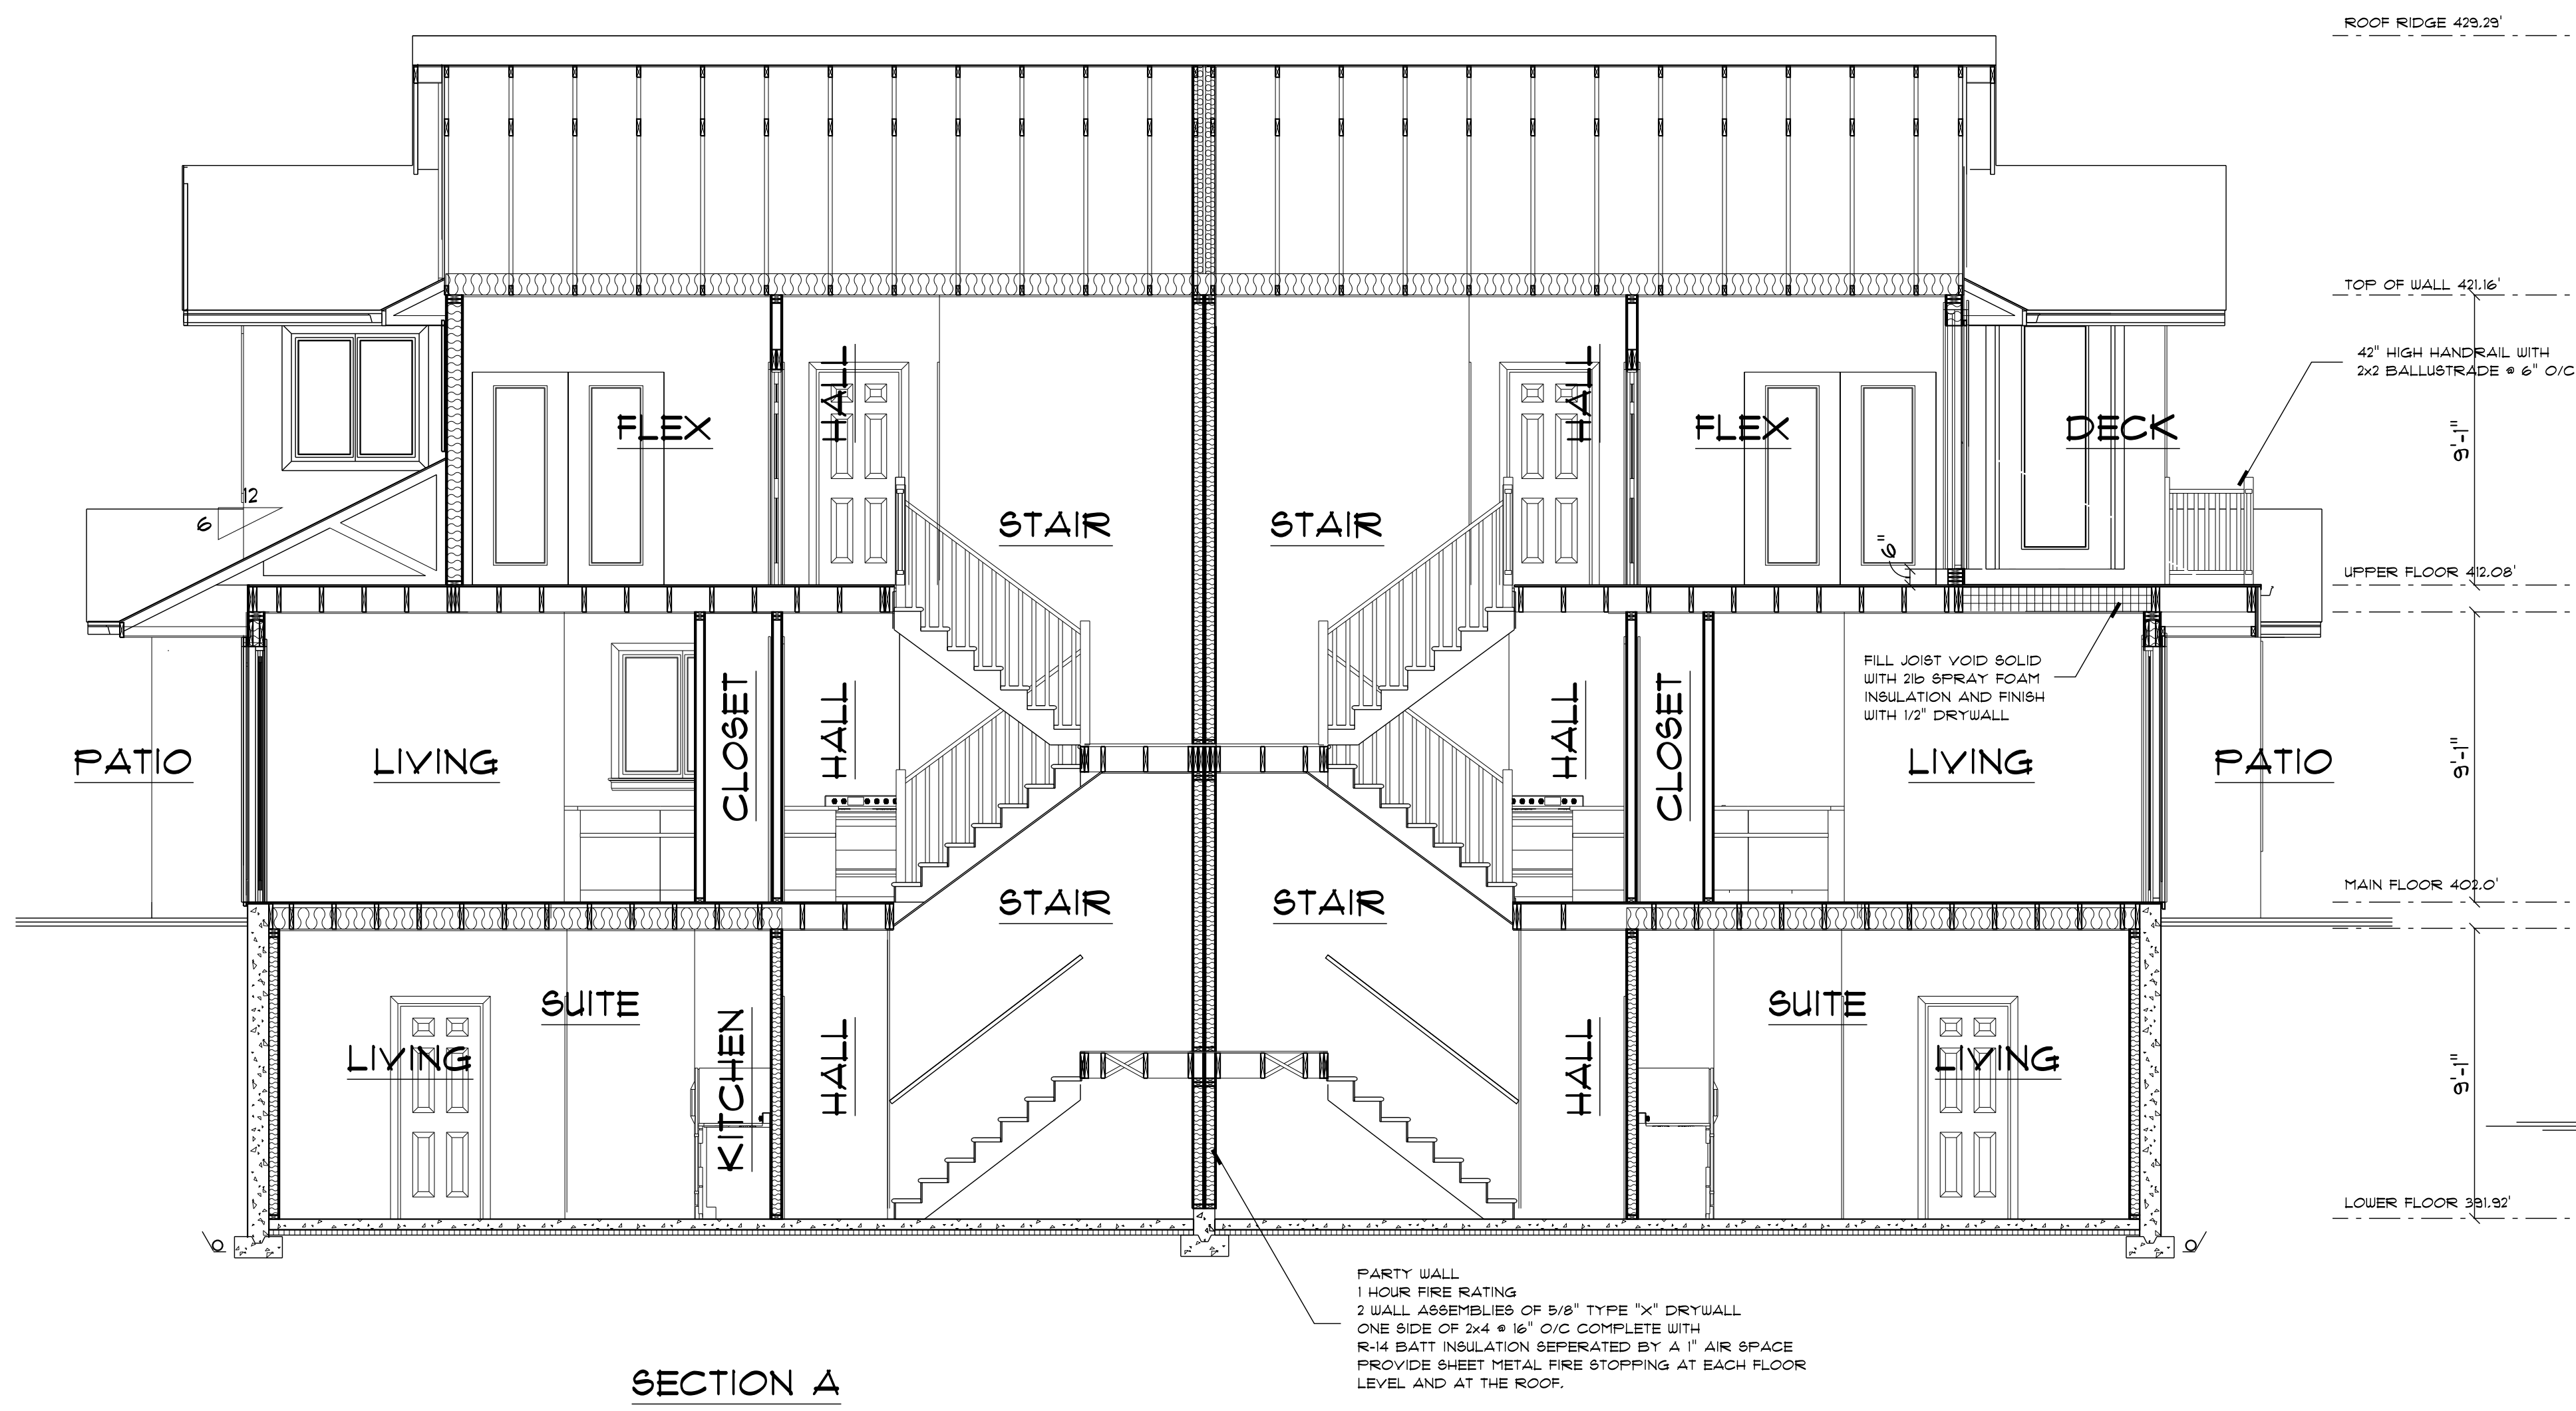 ROOF RIDGE 429.29'
TOP OF WALL 421.16'
42" HIGH HANDRAIL WITH
2x2 BALLUSTRADE @ 6" O/C
HALL
HALL
FLEX
FLEX
DECK
9'-1"
12
6
STAIR
STAIR
6"
UPPER FLOOR 412.08'
FILL JOIST VOID SOLID
WITH 2lb SPRAY FOAM
INSULATION AND FINISH
WITH 1/2" DRYWALL
PATIO
LIVING
CLOSET
HALL
HALL
CLOSET
LIVING
PATIO
9'-1"
STAIR
STAIR
MAIN FLOOR 402.0'
SUITE
SUITE
LIVING
KITCHEN
HALL
HALL
LIVING
9'-1"
LOWER FLOOR 391.92'
PARTY WALL
1 HOUR FIRE RATING
2 WALL ASSEMBLIES OF 5/8" TYPE "X" DRYWALL
ONE SIDE OF 2x4 @ 16" O/C COMPLETE WITH
R-14 BATT INSULATION SEPERATED BY A 1" AIR SPACE
PROVIDE SHEET METAL FIRE STOPPING AT EACH FLOOR
LEVEL AND AT THE ROOF.
SECTION A